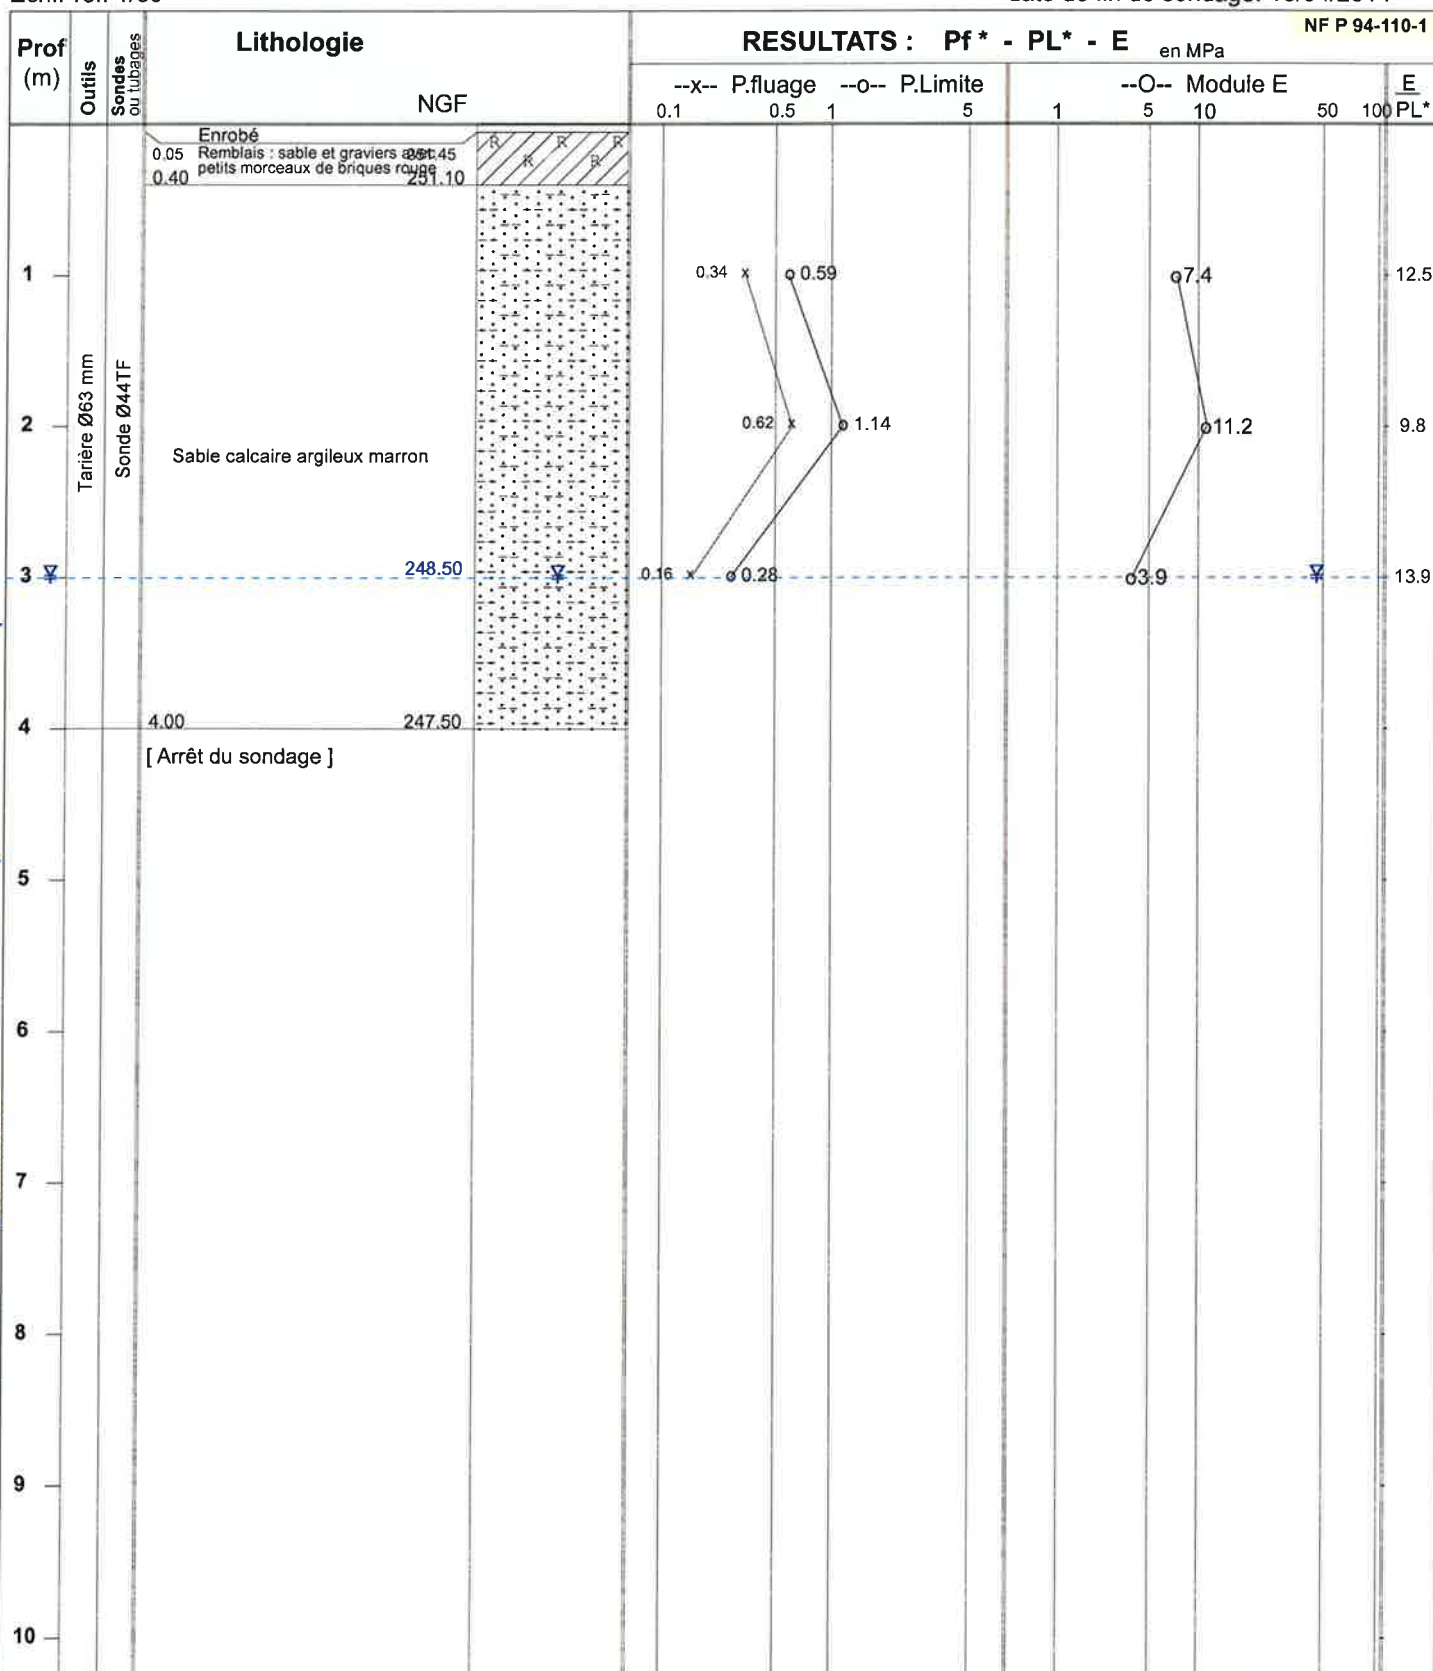 NF P 94-110-1
Prof (m)
Outils
Sondes ou tubages
Lithologie
NGF
RESULTATS : Pf * - PL* - E en MPa
--x-- P.fluage --o-- P.Limite
--O-- Module E
E
PL*
0.1 0.5 1 5 1 5 10 50 100
Enrobé
0.05 Remblais : sable et graviers 251.45
petits morceaux de briques rouge
0.40 251.10
1 0.34 x 0.59 7.4 12.5
Tarière Ø63 mm
Sonde Ø44TF
2 0.62 x 1.14 11.2 9.8
Sable calcaire argileux marron
248.50
3 0.16 x 0.28 3.9 13.9
4 4.00 247.50
[ Arrêt du sondage ]
5
6
7
8
9
10